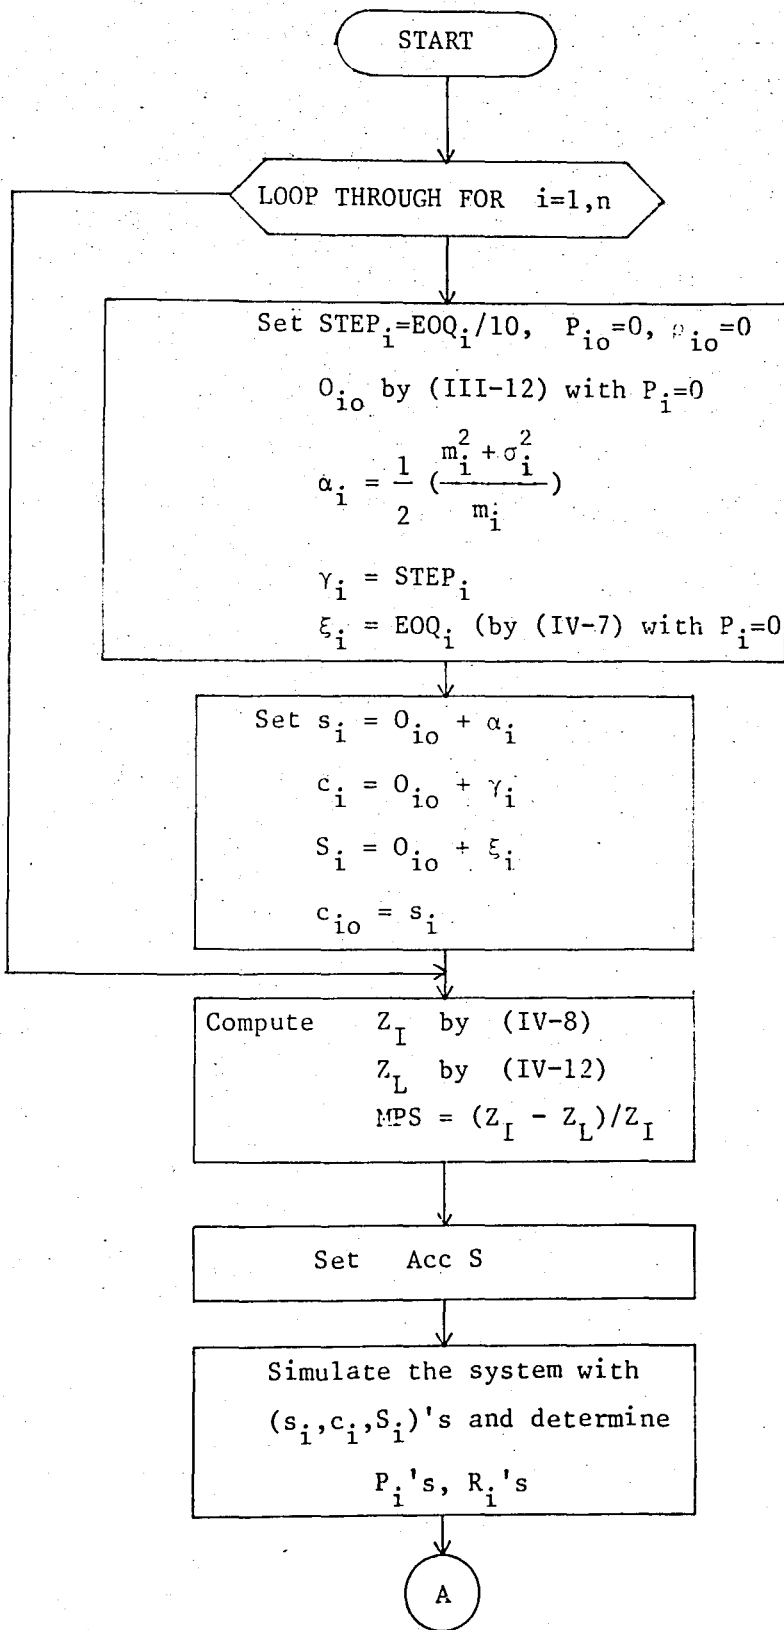 START
LOOP THROUGH FOR i=1,n
Set STEP_i=EOQ_i/10, P_io=0, ρ_io=0
O_io by (III-12) with P_i=0
α_i = 1/2 ( (m_i^2 + σ_i^2) / m_i )
γ_i = STEP_i
ξ_i = EOQ_i (by (IV-7) with P_i=0
Set s_i = O_io + α_i
c_i = O_io + γ_i
S_i = O_io + ξ_i
c_io = s_i
Compute Z_I by (IV-8)
Z_L by (IV-12)
MPS = (Z_I - Z_L)/Z_I
Set Acc S
Simulate the system with
(s_i,c_i,S_i)'s and determine
P_i's, R_i's
A